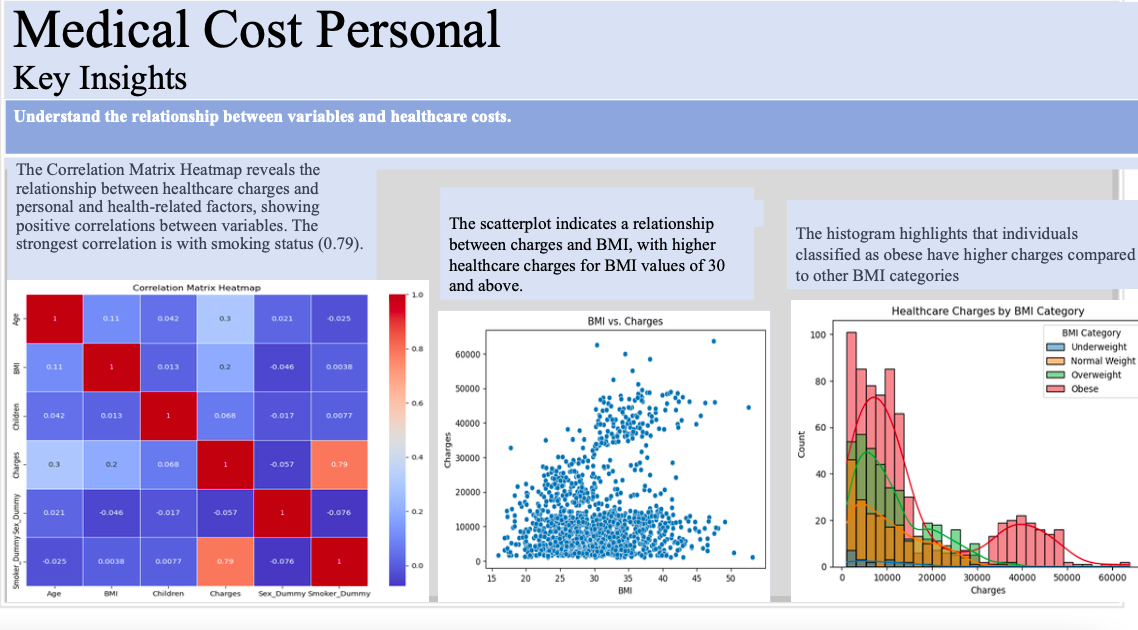 Medical Cost Personal
Key Insights
Understand the relationship between variables and healthcare costs.
The Correlation Matrix Heatmap reveals the
relationship between healthcare charges and
personal and health-related factors, showing
positive correlations between variables. The
strongest correlation is with smoking status (0.79).
The scatterplot indicates a relationship
between charges and BMI, with higher
healthcare charges for BMI values of 30
and above.
The histogram highlights that individuals
classified as obese have higher charges compared
to other BMI categories
Correlation Matrix Heatmap
Age 1 0.11 0.042 0.3 0.021 -0.025
BMI 0.11 1 0.013 0.2 -0.046 0.0038
Children 0.042 0.013 1 0.068 -0.017 0.0077
Charges 0.3 0.2 0.068 1 -0.057 0.79
Sex_Dummy 0.021 -0.046 -0.017 -0.057 1 -0.076
Smoker_Dummy -0.025 0.0038 0.0077 0.79 -0.076 1
Age BMI Children Charges Sex_Dummy Smoker_Dummy
1.0
0.8
0.6
0.4
0.2
0.0
BMI vs. Charges
Charges
60000
50000
40000
30000
20000
10000
0
15 20 25 30 35 40 45 50
BMI
Healthcare Charges by BMI Category
BMI Category
Underweight
Normal Weight
Overweight
Obese
Count
100
80
60
40
20
0
0 10000 20000 30000 40000 50000 60000
Charges